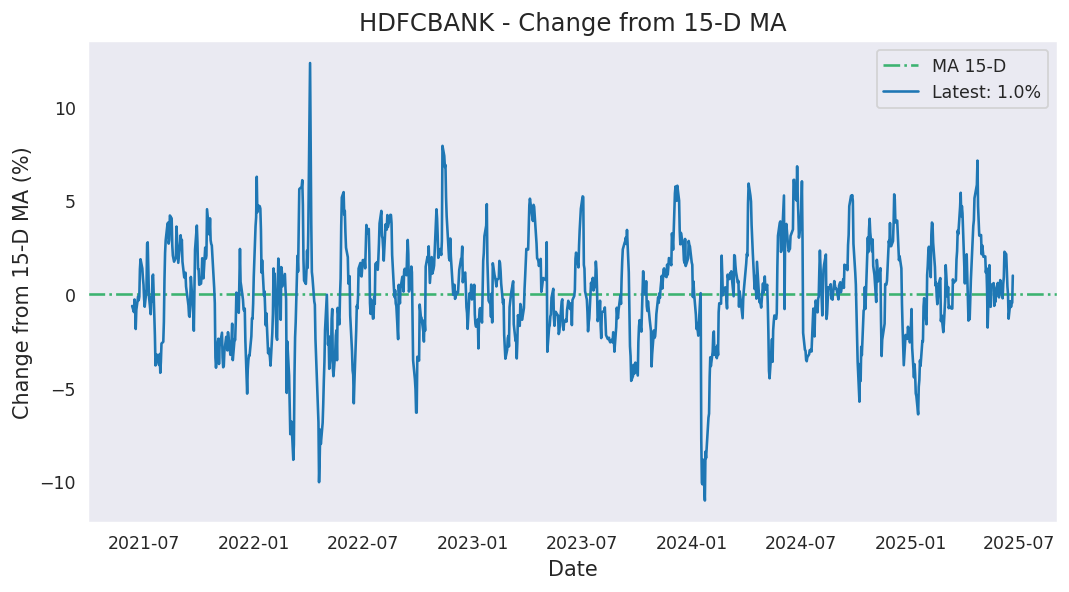 HDFCBANK - Change from 15-D MA
MA 15-D
Latest: 1.0%
Change from 15-D MA (%)
10
5
0
−5
−10
2021-07 2022-01 2022-07 2023-01 2023-07 2024-01 2024-07 2025-01 2025-07
Date